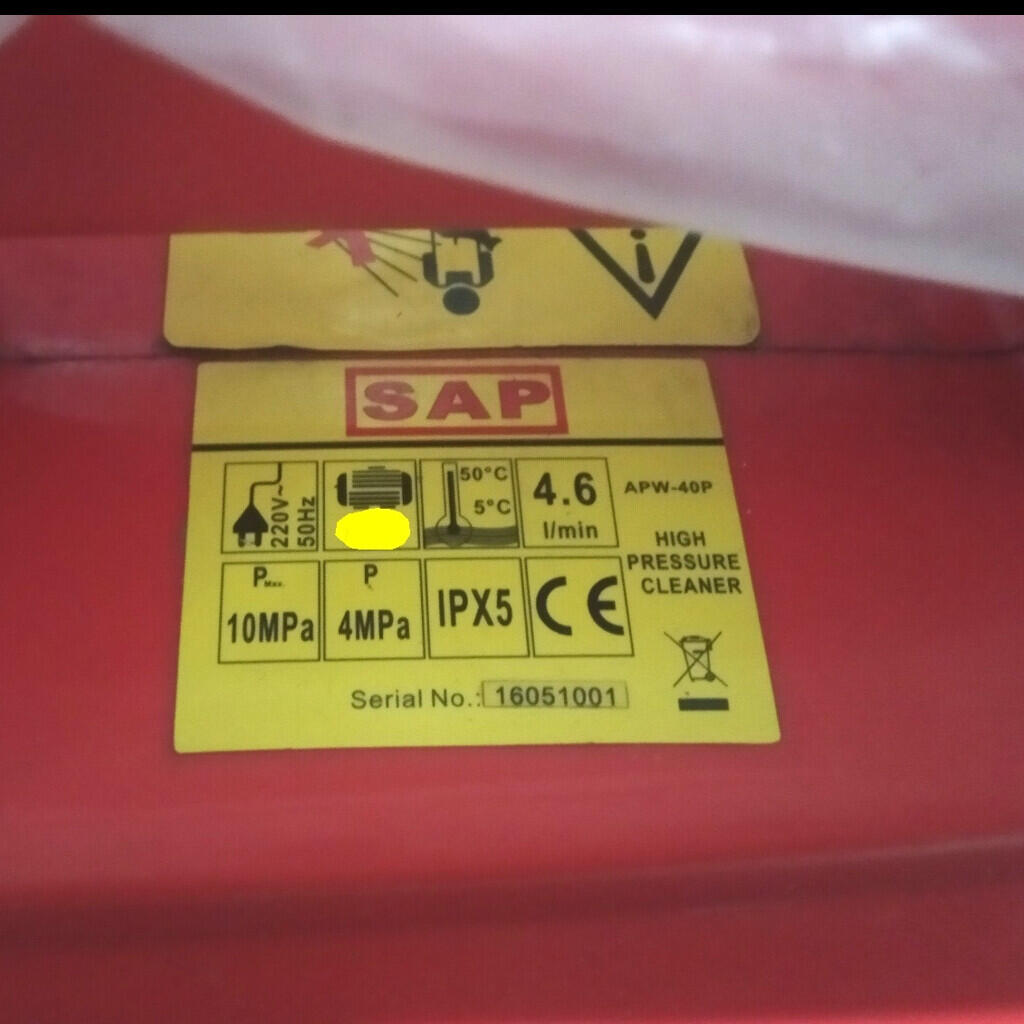 SAP
220V~
50Hz
50°C
5°C
4.6
l/min
APW-40P
HIGH
PRESSURE
CLEANER
P Max.
10MPa
P
4MPa
IPX5
CE
Serial No.: 16051001